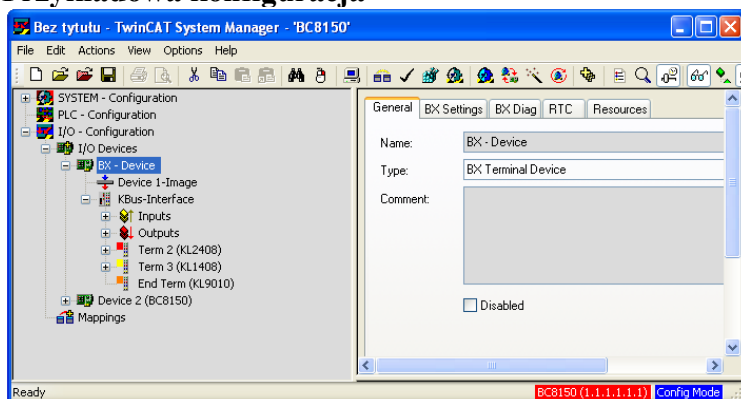 Przykładowa konfiguracja
Bez tytułu - TwinCAT System Manager - 'BC8150'
File Edit Actions View Options Help
SYSTEM - Configuration
PLC - Configuration
I/O - Configuration
I/O Devices
BX - Device
Device 1-Image
KBus-Interface
Inputs
Outputs
Term 2 (KL2408)
Term 3 (KL1408)
End Term (KL9010)
Device 2 (BC8150)
Mappings
General BX Settings BX Diag RTC Resources
Name: BX - Device
Type: BX Terminal Device
Comment:
Disabled
Ready BC8150 (1.1.1.1.1.1) Config Mode